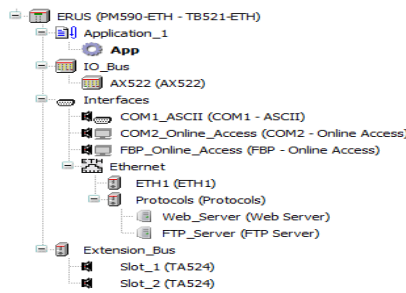 ERUS (PM590-ETH - TB521-ETH)
Application_1
App
IO_Bus
AX522 (AX522)
Interfaces
COM1_ASCII (COM1 - ASCII)
COM2_Online_Access (COM2 - Online Access)
FBP_Online_Access (FBP - Online Access)
ETH
Ethernet
ETH1 (ETH1)
Protocols (Protocols)
Web_Server (Web Server)
FTP_Server (FTP Server)
Extension_Bus
Slot_1 (TA524)
Slot_2 (TA524)